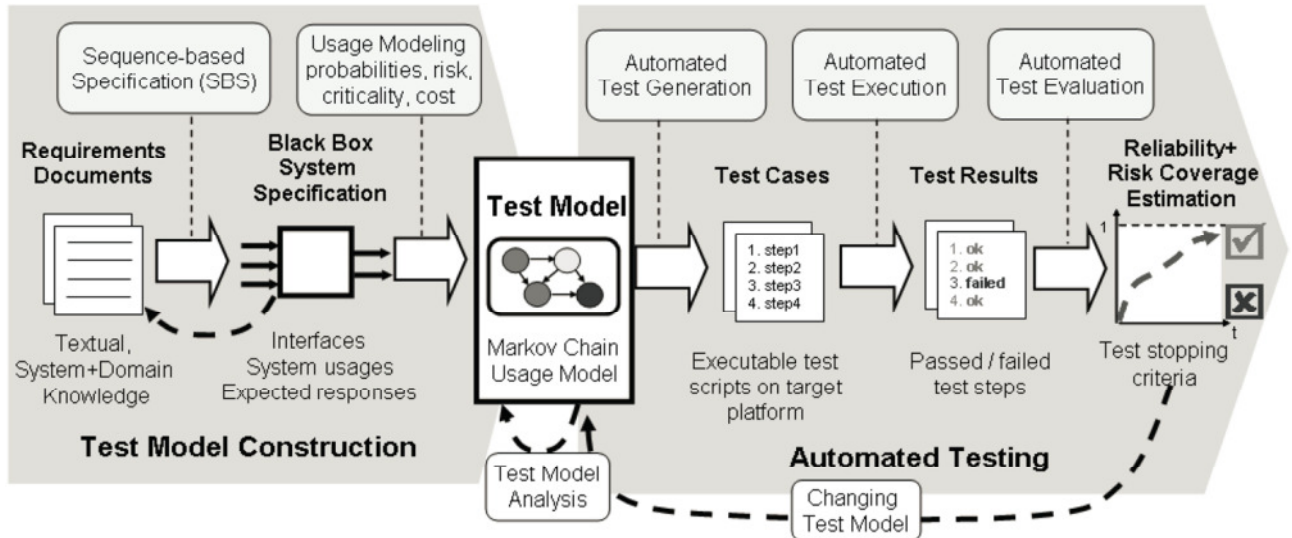 Sequence-based
Specification (SBS)
Usage Modeling
probabilities, risk,
criticality, cost
Automated
Test Generation
Automated
Test Execution
Automated
Test Evaluation
Requirements
Documents
Black Box
System
Specification
Test Model
Test Cases
Test Results
Reliability+
Risk Coverage
Estimation
1
1. step1
2. step2
3. step3
4. step4
1. ok
2. ok
3. failed
4. ok
t
Textual,
System+Domain
Knowledge
Interfaces
System usages
Expected responses
Markov Chain
Usage Model
Executable test
scripts on target
platform
Passed / failed
test steps
Test stopping
criteria
Test Model Construction
Automated Testing
Test Model
Analysis
Changing
Test Model